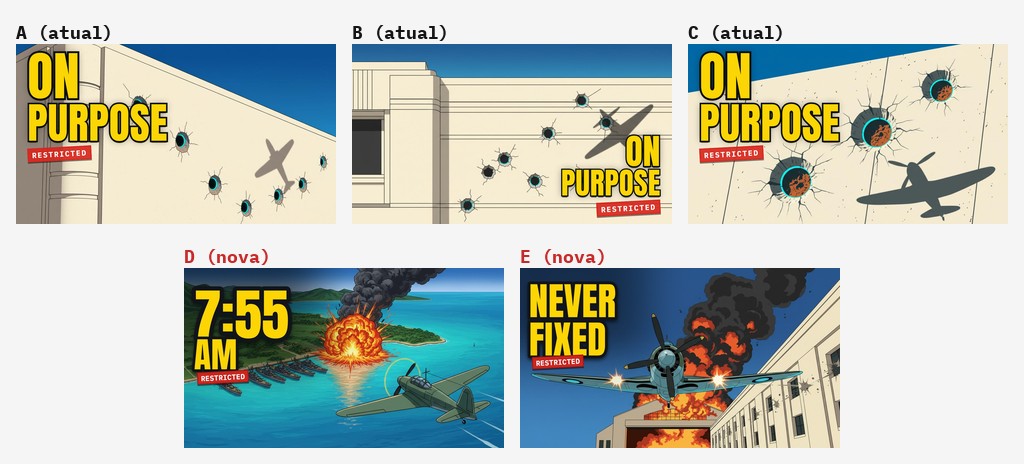 A (atual)
ON
PURPOSE
RESTRICTED
B (atual)
ON
PURPOSE
RESTRICTED
C (atual)
ON
PURPOSE
RESTRICTED
D (nova)
7:55
AM
RESTRICTED
E (nova)
NEVER
FIXED
RESTRICTED